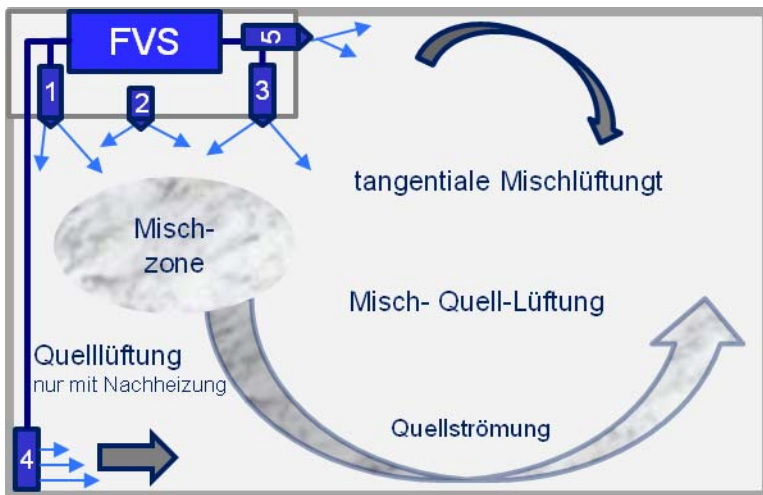 FVS
5
1
2
3
tangentiale Mischlüftungt
Misch-
zone
Misch- Quell-Lüftung
Quelllüftung
nur mit Nachheizung
Quellströmung
4